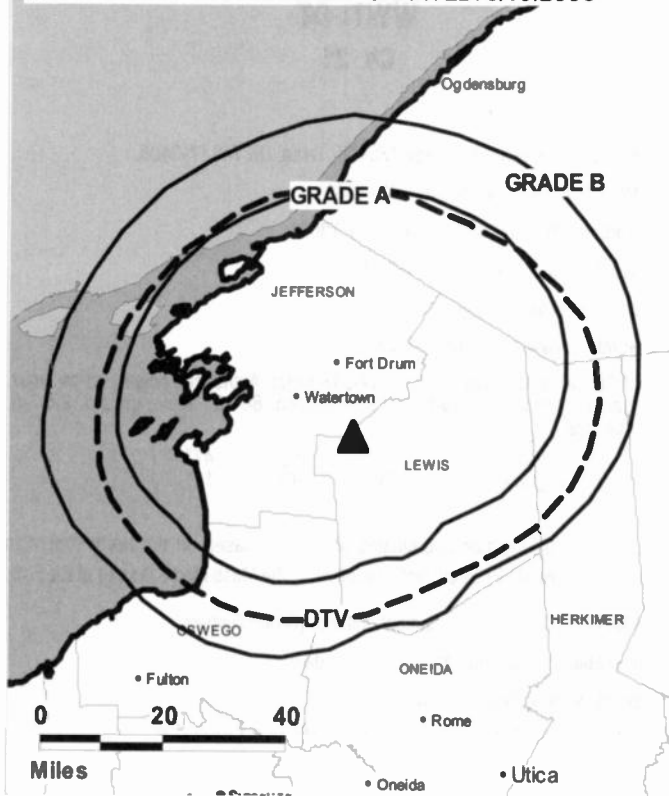 Ogdensburg
GRADE A
GRADE B
JEFFERSON
Fort Drum
Watertown
LEWIS
DTV
OSWEGO
HERKIMER
ONEIDA
Fulton
0 20 40
Rome
Miles
Oneida
Utica